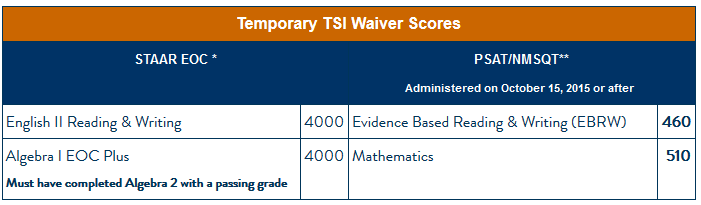 Temporary TSI Waiver Scores
STAAR EOC * PSAT/NMSQT**
Administered on October 15, 2015 or after
English II Reading & Writing 4000 Evidence Based Reading & Writing (EBRW) 460
Algebra I EOC Plus 4000 Mathematics 510
Must have completed Algebra 2 with a passing grade